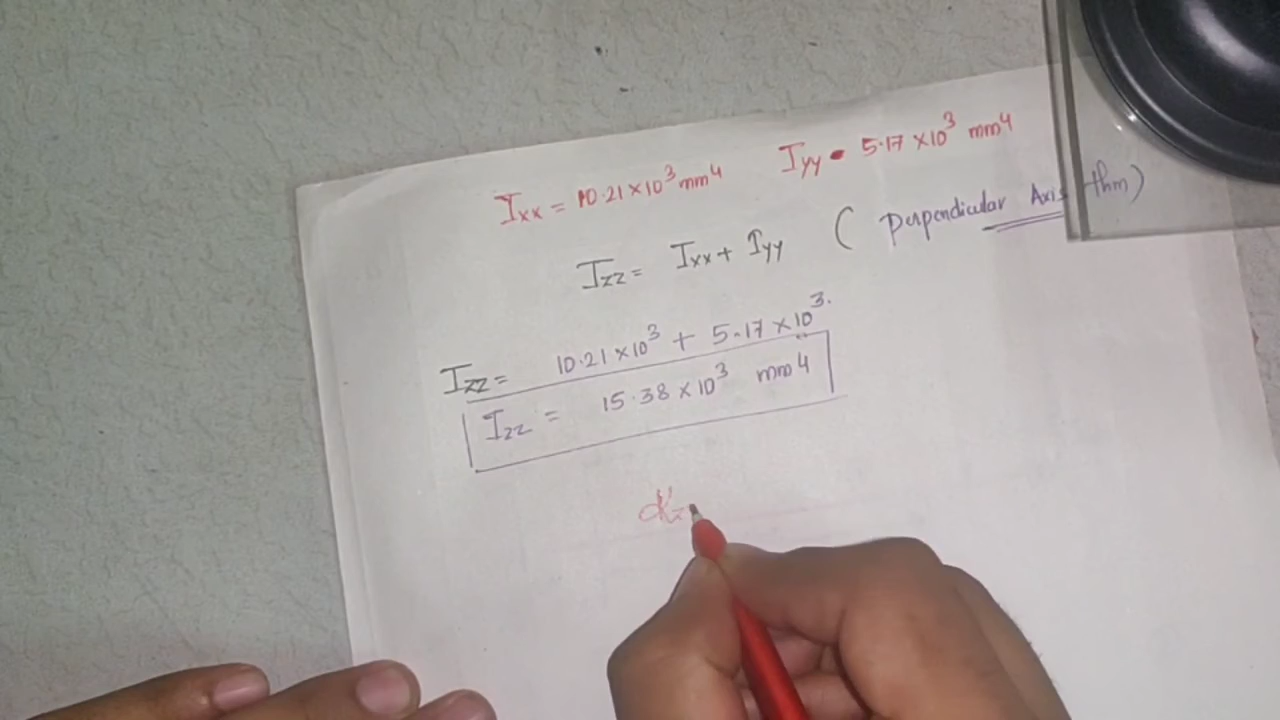 Ixx = 10.21 × 10³ mm⁴ Iyy = 5.17 × 10³ mm⁴
Izz = Ixx + Iyy ( Perpendicular Axis thm)
Izz = 10.21 × 10³ + 5.17 × 10³.
Izz = 15.38 × 10³ mm⁴